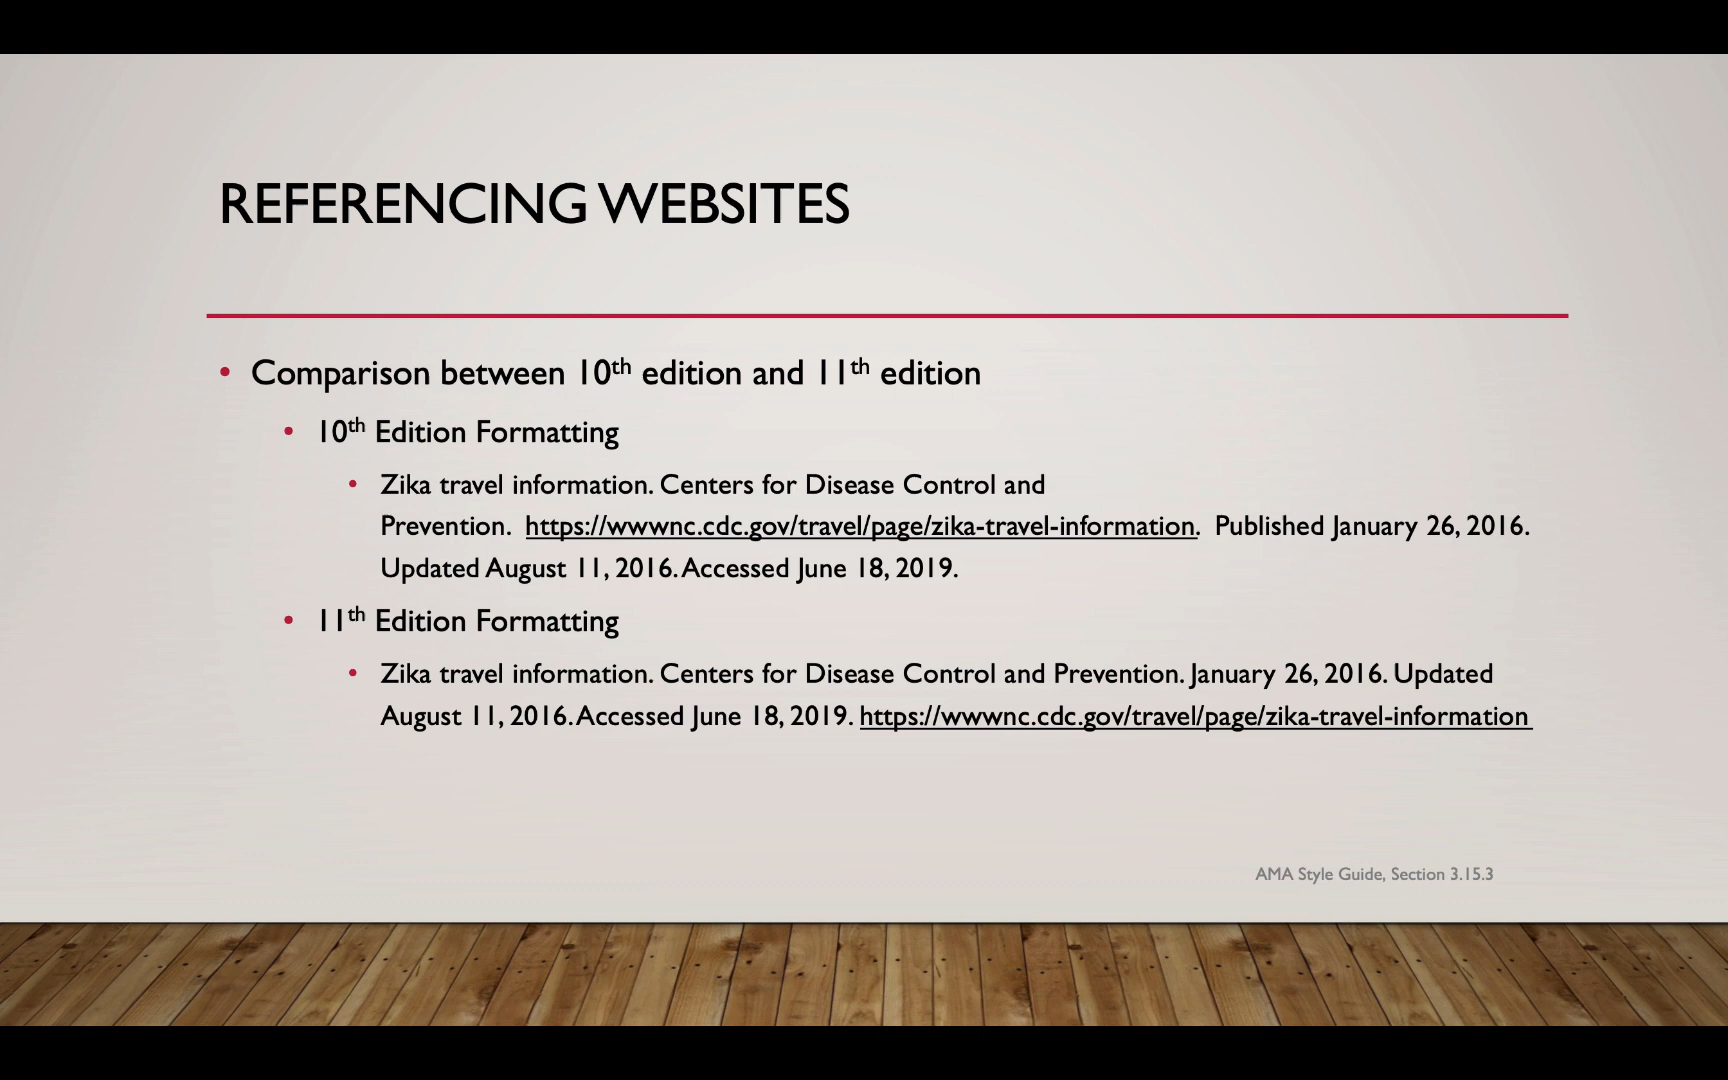 REFERENCING WEBSITES
• Comparison between 10th edition and 11th edition
• 10th Edition Formatting
• Zika travel information. Centers for Disease Control and
Prevention. https://wwwnc.cdc.gov/travel/page/zika-travel-information. Published January 26, 2016.
Updated August 11, 2016. Accessed June 18, 2019.
• 11th Edition Formatting
• Zika travel information. Centers for Disease Control and Prevention. January 26, 2016. Updated
August 11, 2016. Accessed June 18, 2019. https://wwwnc.cdc.gov/travel/page/zika-travel-information
AMA Style Guide, Section 3.15.3